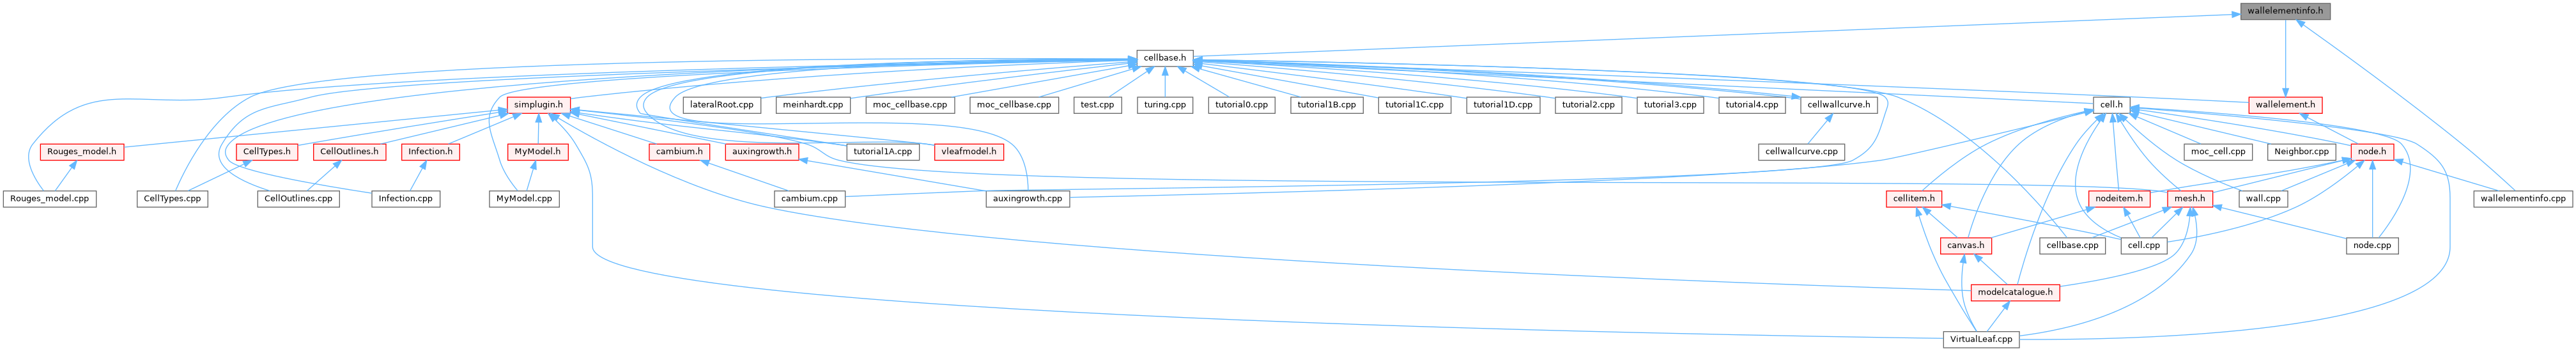 wallelementinfo.h
cellbase.h
simplugin.h
lateralRoot.cpp
meinhardt.cpp
moc_cellbase.cpp
moc_cellbase.cpp
test.cpp
turing.cpp
tutorial0.cpp
tutorial1B.cpp
tutorial1C.cpp
tutorial1D.cpp
tutorial2.cpp
tutorial3.cpp
tutorial4.cpp
cellwallcurve.h
cell.h
wallelement.h
Rouges_model.h
CellTypes.h
CellOutlines.h
Infection.h
MyModel.h
cambium.h
auxingrowth.h
tutorial1A.cpp
vleafmodel.h
cellwallcurve.cpp
moc_cell.cpp
Neighbor.cpp
node.h
Rouges_model.cpp
CellTypes.cpp
CellOutlines.cpp
Infection.cpp
MyModel.cpp
cambium.cpp
auxingrowth.cpp
cellitem.h
nodeitem.h
mesh.h
wall.cpp
wallelementinfo.cpp
canvas.h
cellbase.cpp
cell.cpp
node.cpp
modelcatalogue.h
VirtualLeaf.cpp